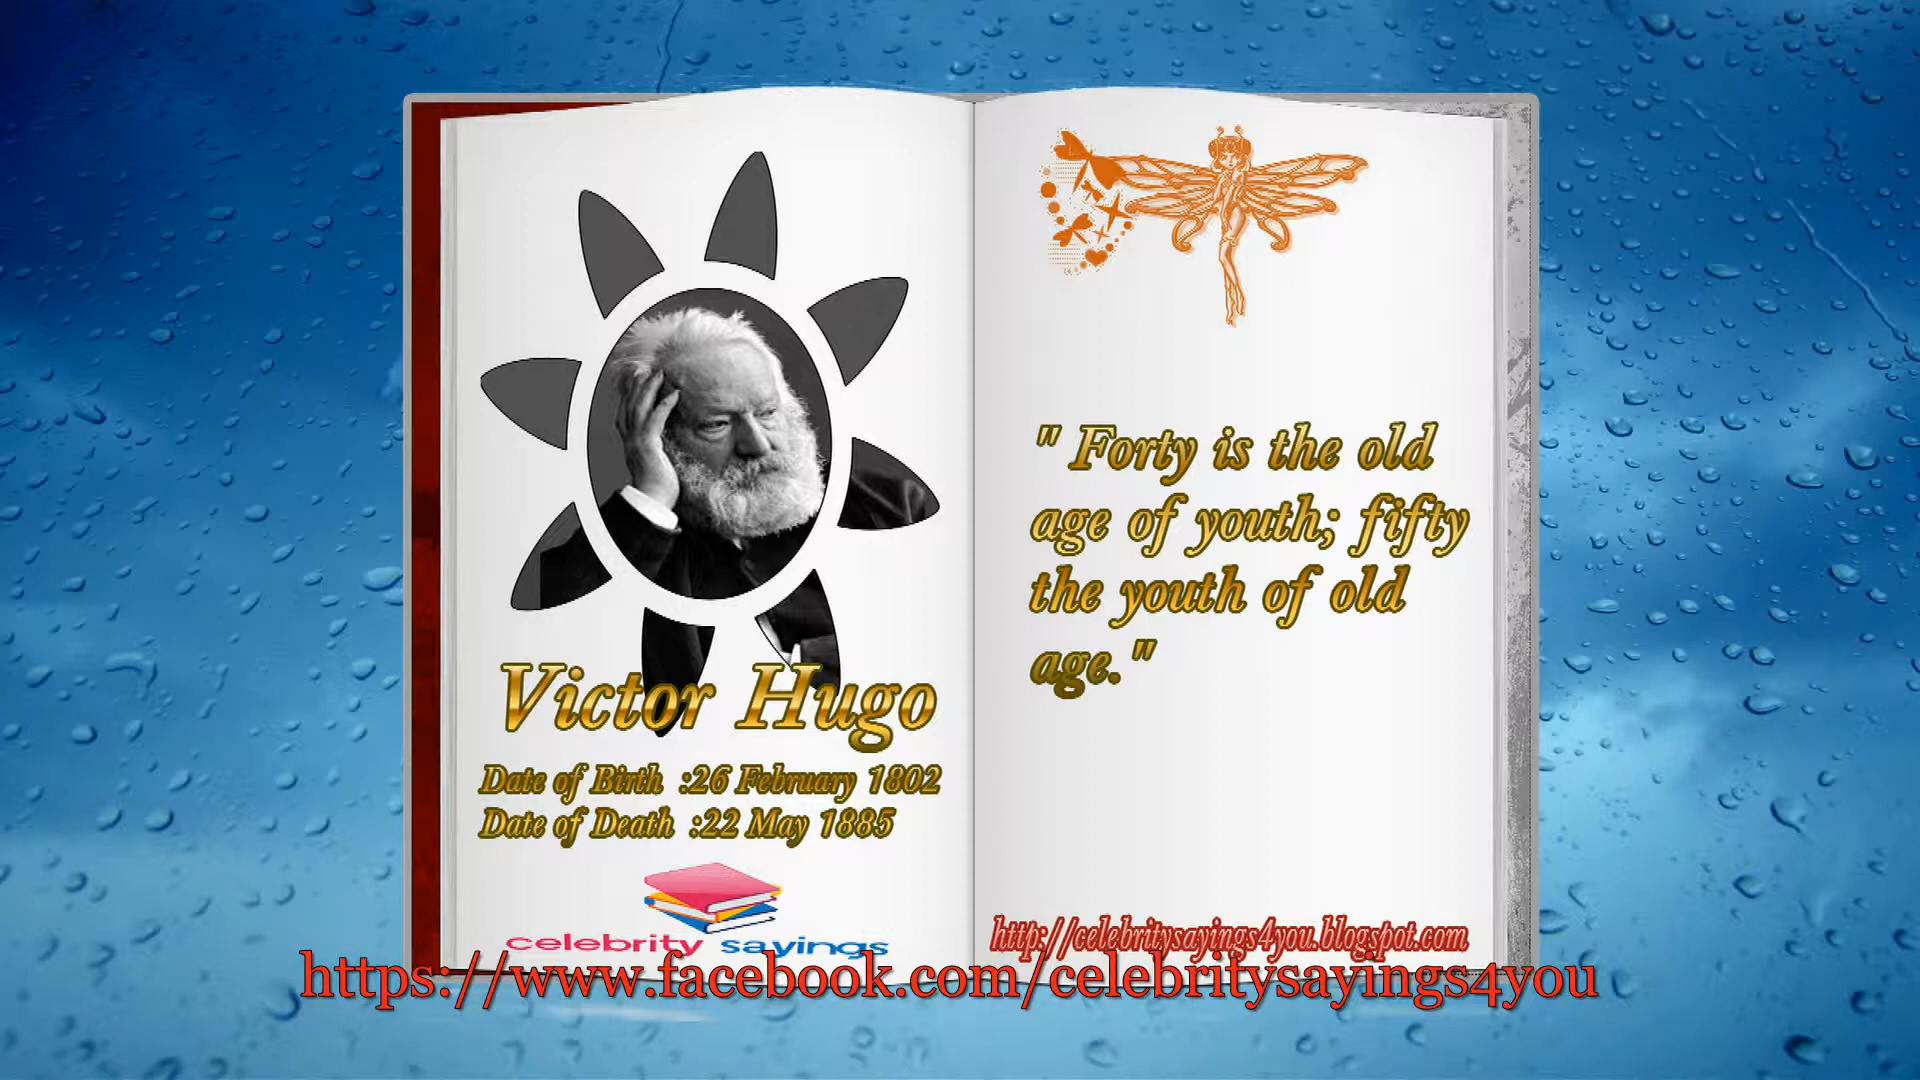 Victor Hugo
Date of Birth :26 February 1802
Date of Death :22 May 1885
celebrity sayings
" Forty is the old
age of youth; fifty
the youth of old
age."
http://celebritysayings4you.blogspot.com
https://www.facebook.com/celebritysayings4you